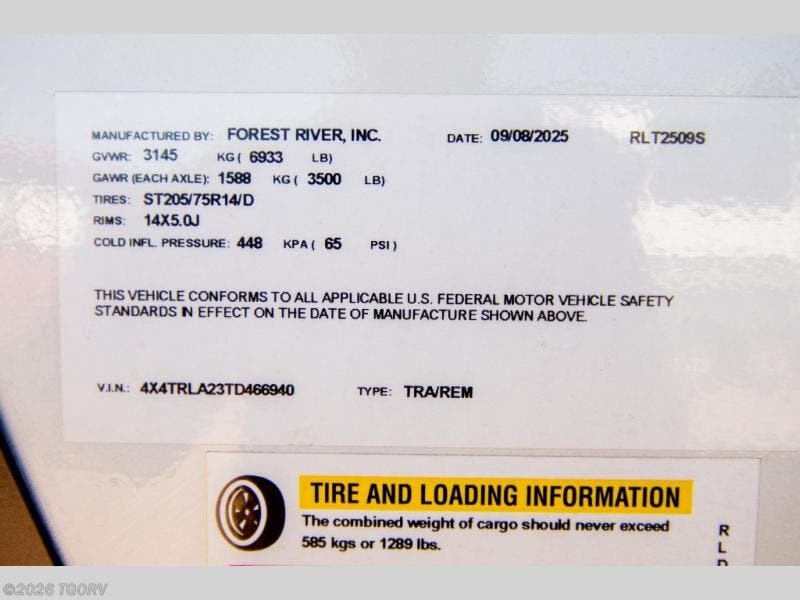 MANUFACTURED BY: FOREST RIVER, INC. DATE: 09/08/2025 RLT2509S
GVWR: 3145 KG ( 6933 LB)
GAWR (EACH AXLE): 1588 KG ( 3500 LB)
TIRES: ST205/75R14/D
RIMS: 14X5.0J
COLD INFL. PRESSURE: 448 KPA ( 65 PSI )
THIS VEHICLE CONFORMS TO ALL APPLICABLE U.S. FEDERAL MOTOR VEHICLE SAFETY
STANDARDS IN EFFECT ON THE DATE OF MANUFACTURE SHOWN ABOVE.
V.I.N.: 4X4TRLA23TD466940 TYPE: TRA/REM
TIRE AND LOADING INFORMATION
The combined weight of cargo should never exceed
585 kgs or 1289 lbs.
R
L
©2026 TGORV